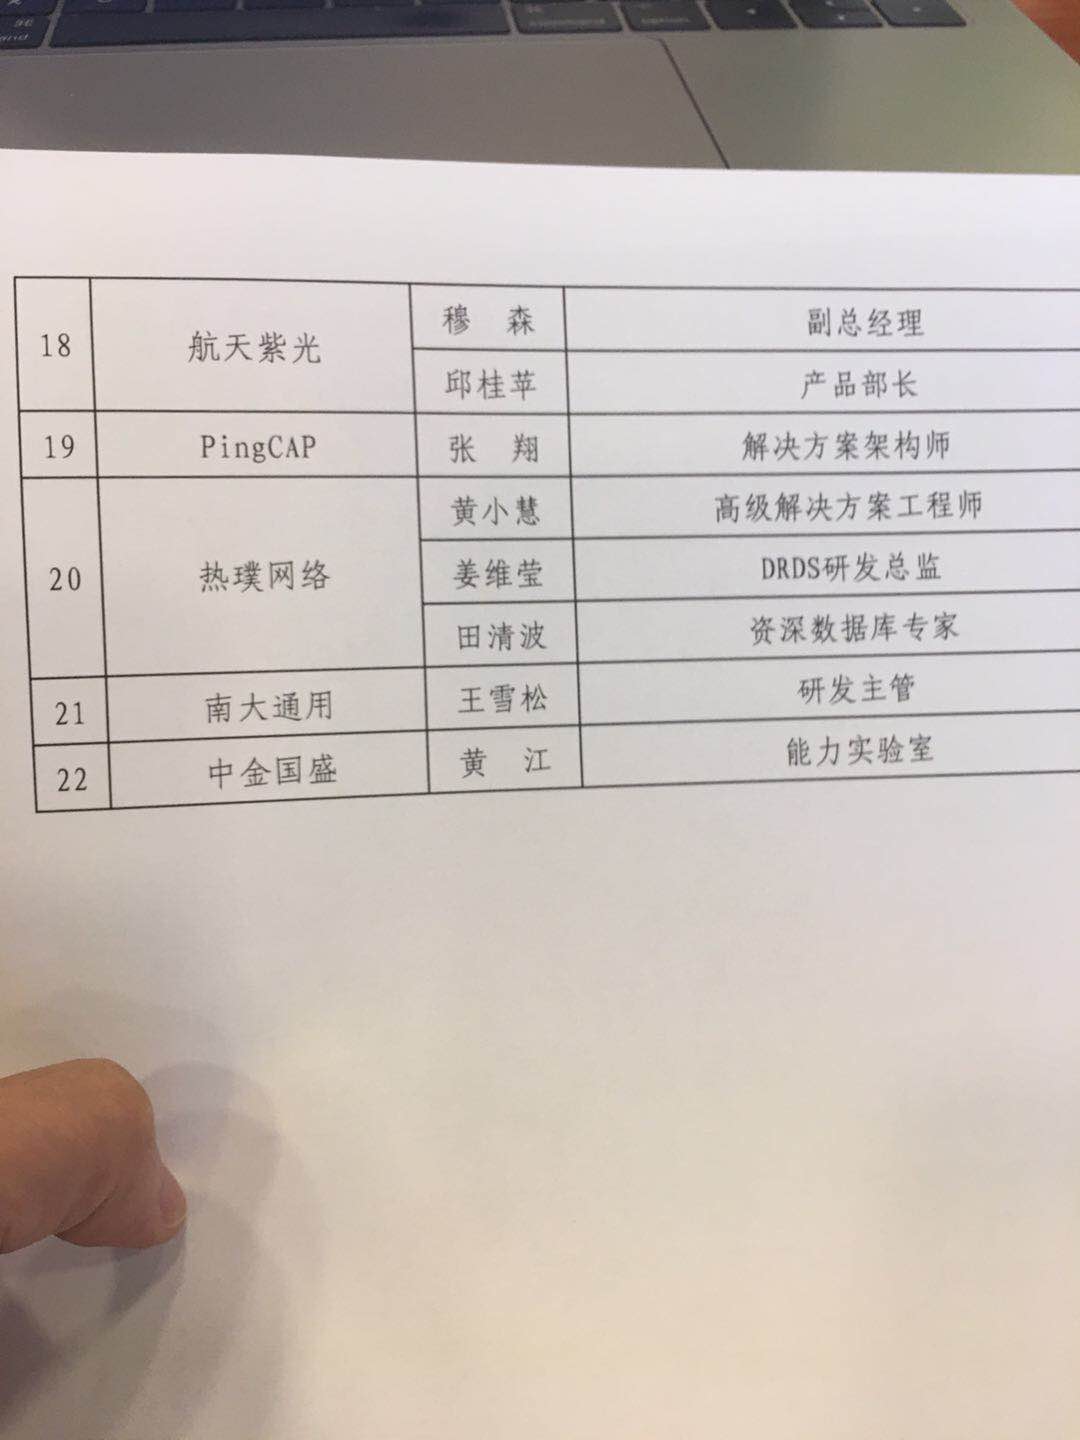 18 航天紫光 穆 森 副总经理
邱桂苹 产品部长
19 PingCAP 张 翔 解决方案架构师
20 热璞网络 黄小慧 高级解决方案工程师
姜维莹 DRDS研发总监
田清波 资深数据库专家
21 南大通用 王雪松 研发主管
22 中金国盛 黄 江 能力实验室